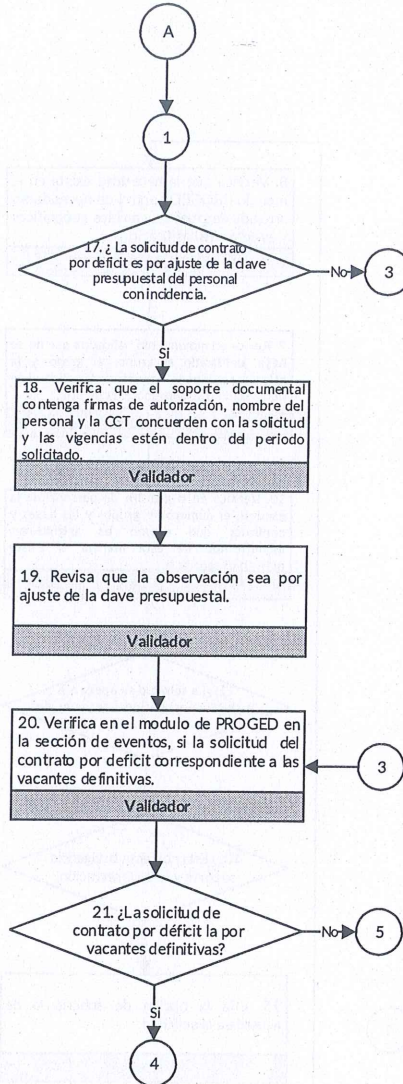 A
1
17. ¿ La solicitud de contrato
por deficit es por ajuste de la clave
presupuestal del personal
con incidencia.
No
3
Si
18. Verifica que el soporte documental
contenga firmas de autorización, nombre del
personal y la CCT concuerden con la solicitud
y las vigencias estén dentro del periodo
solicitado.
Validador
19. Revisa que la observación sea por
ajuste de la clave presupuestal.
Validador
20. Verifica en el modulo de PROGED en
la sección de eventos, si la solicitud del
contrato por deficit correspondiente a las
vacantes definitivas.
3
Validador
21. ¿La solicitud de
contrato por déficit la por
vacantes definitivas?
No
5
Si
4